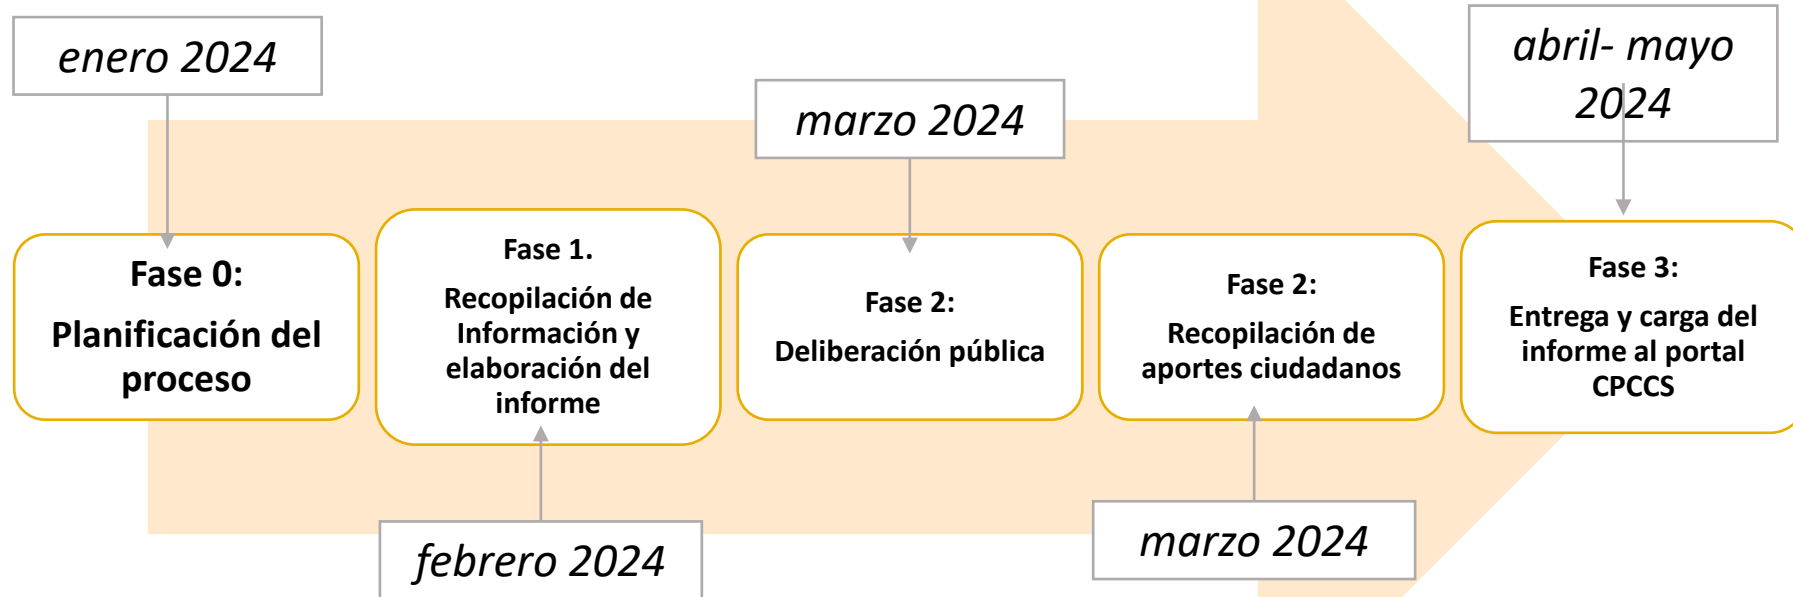 enero 2024
Fase 0:
Planificación del
proceso
febrero 2024
Fase 1.
Recopilación de
Información y
elaboración del
informe
marzo 2024
Fase 2:
Deliberación pública
marzo 2024
Fase 2:
Recopilación de
aportes ciudadanos
abril- mayo
2024
Fase 3:
Entrega y carga del
informe al portal
CPCCS